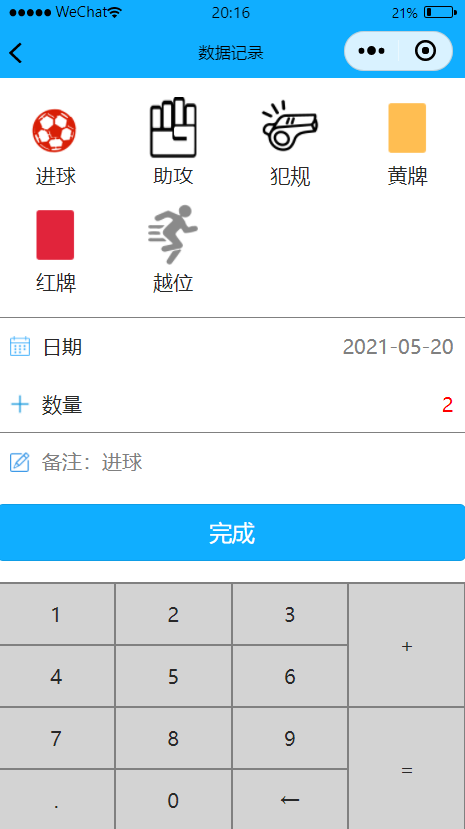 WeChat 20:16 21%
数据记录
进球 助攻 犯规 黄牌
红牌 越位
日期 2021-05-20
数量 2
备注：进球
完成
1 2 3 +
4 5 6
7 8 9 =
. 0 ←